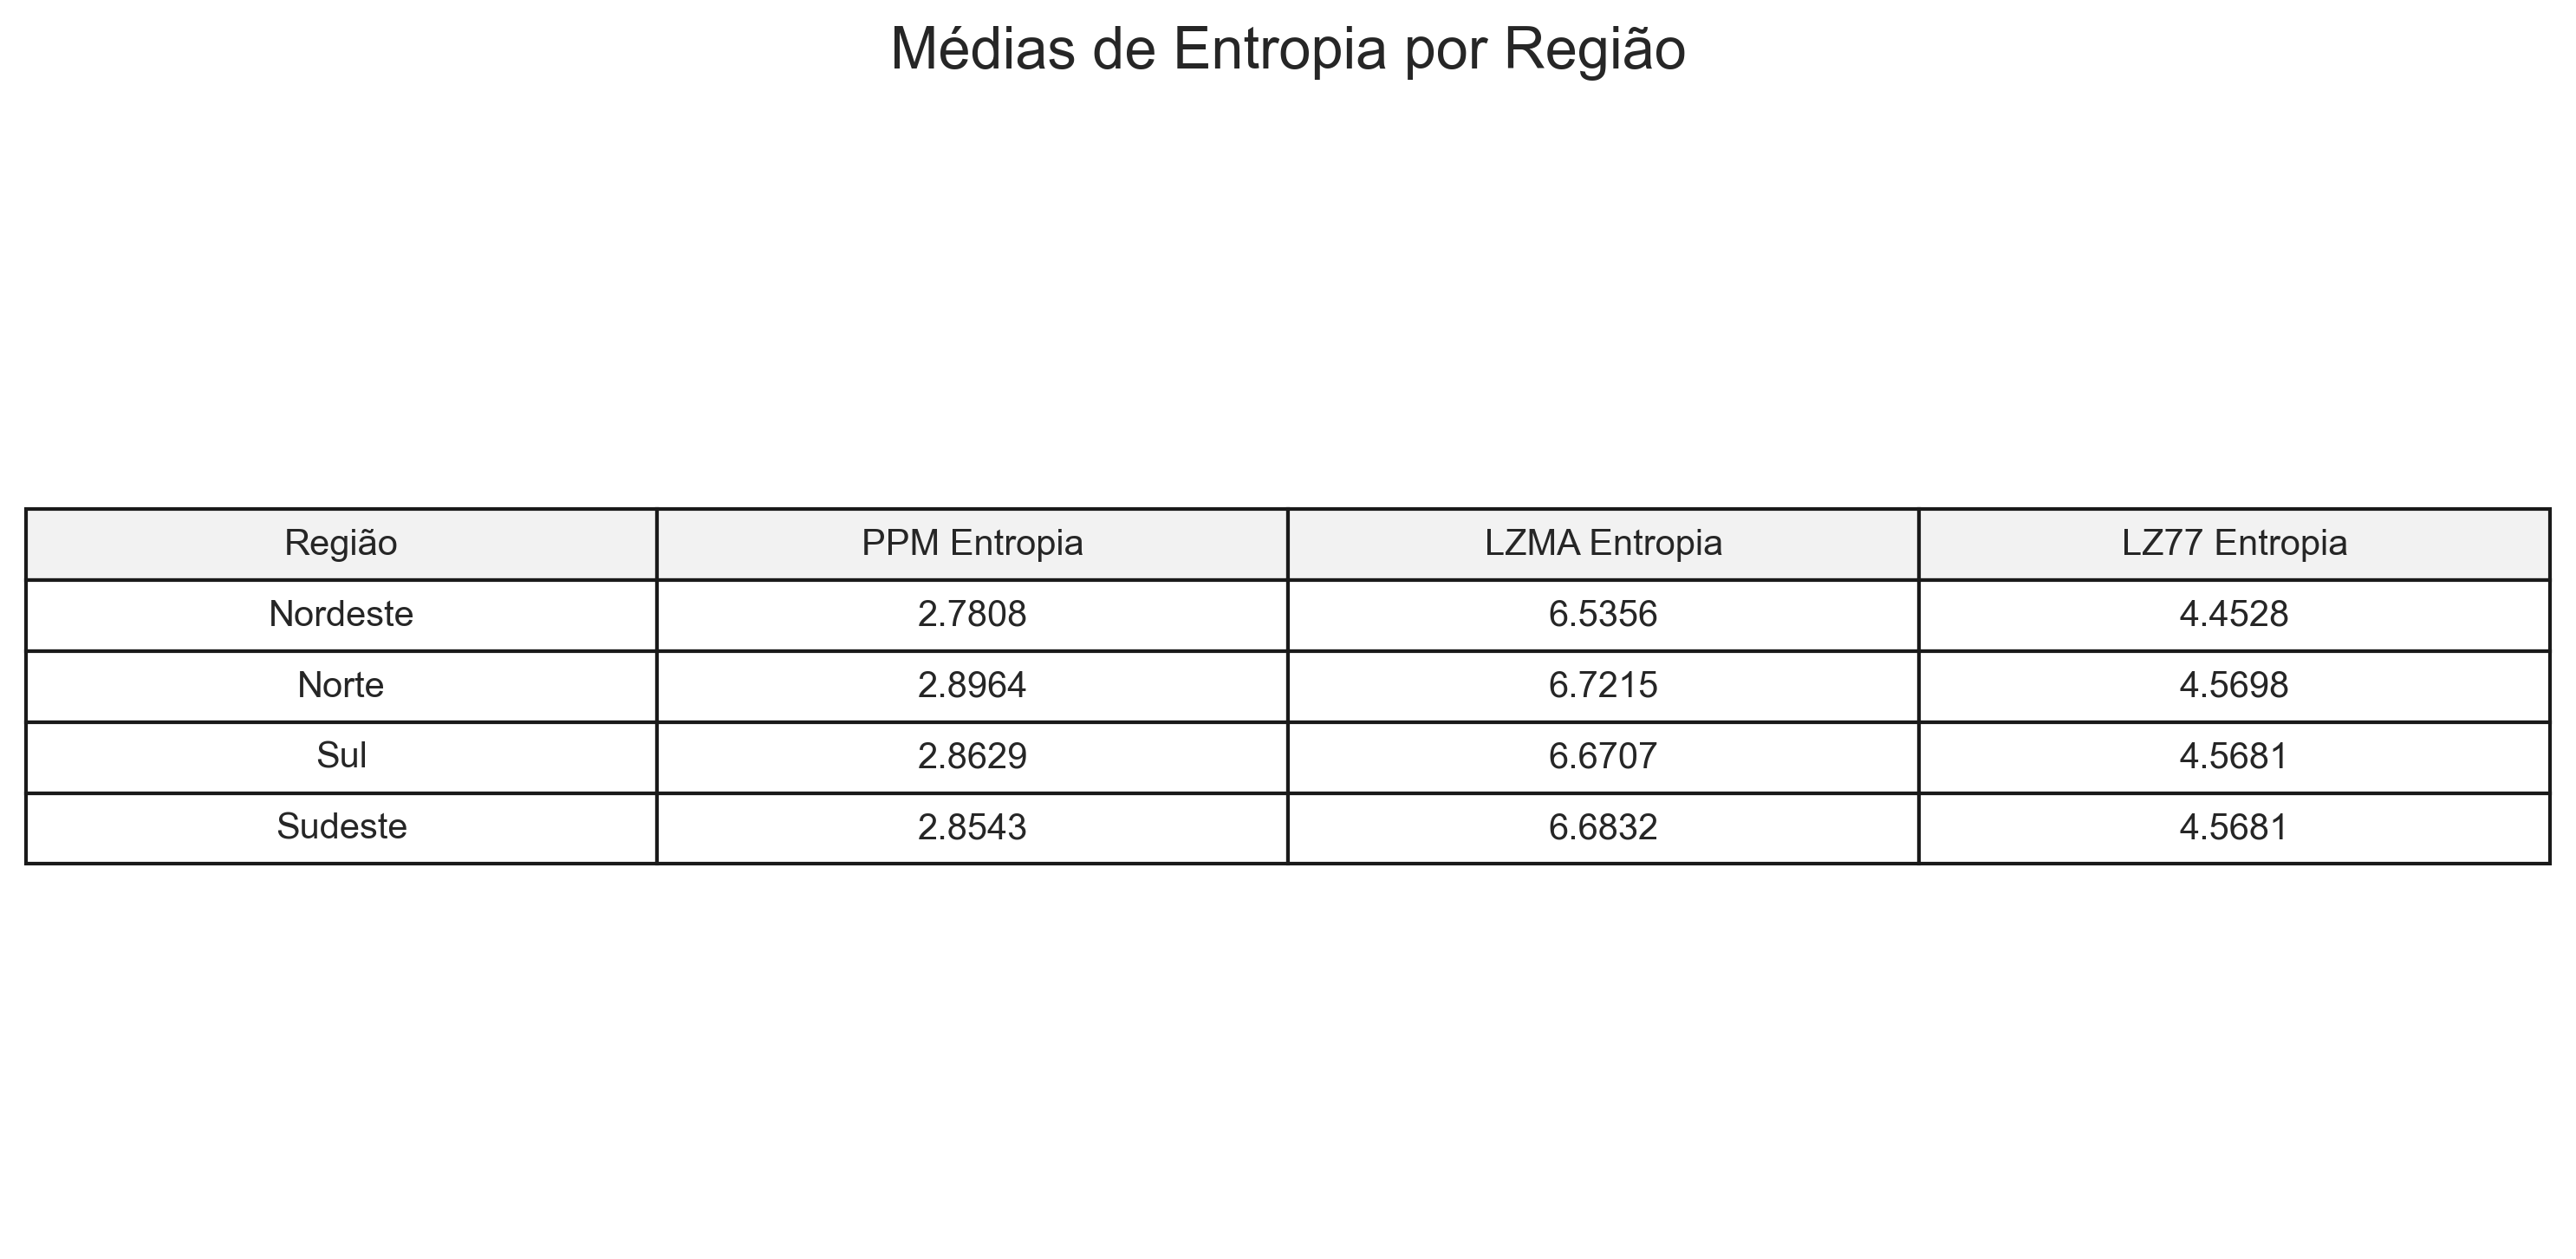 Médias de Entropia por Região
Região PPM Entropia LZMA Entropia LZ77 Entropia
Nordeste 2.7808 6.5356 4.4528
Norte 2.8964 6.7215 4.5698
Sul 2.8629 6.6707 4.5681
Sudeste 2.8543 6.6832 4.5681